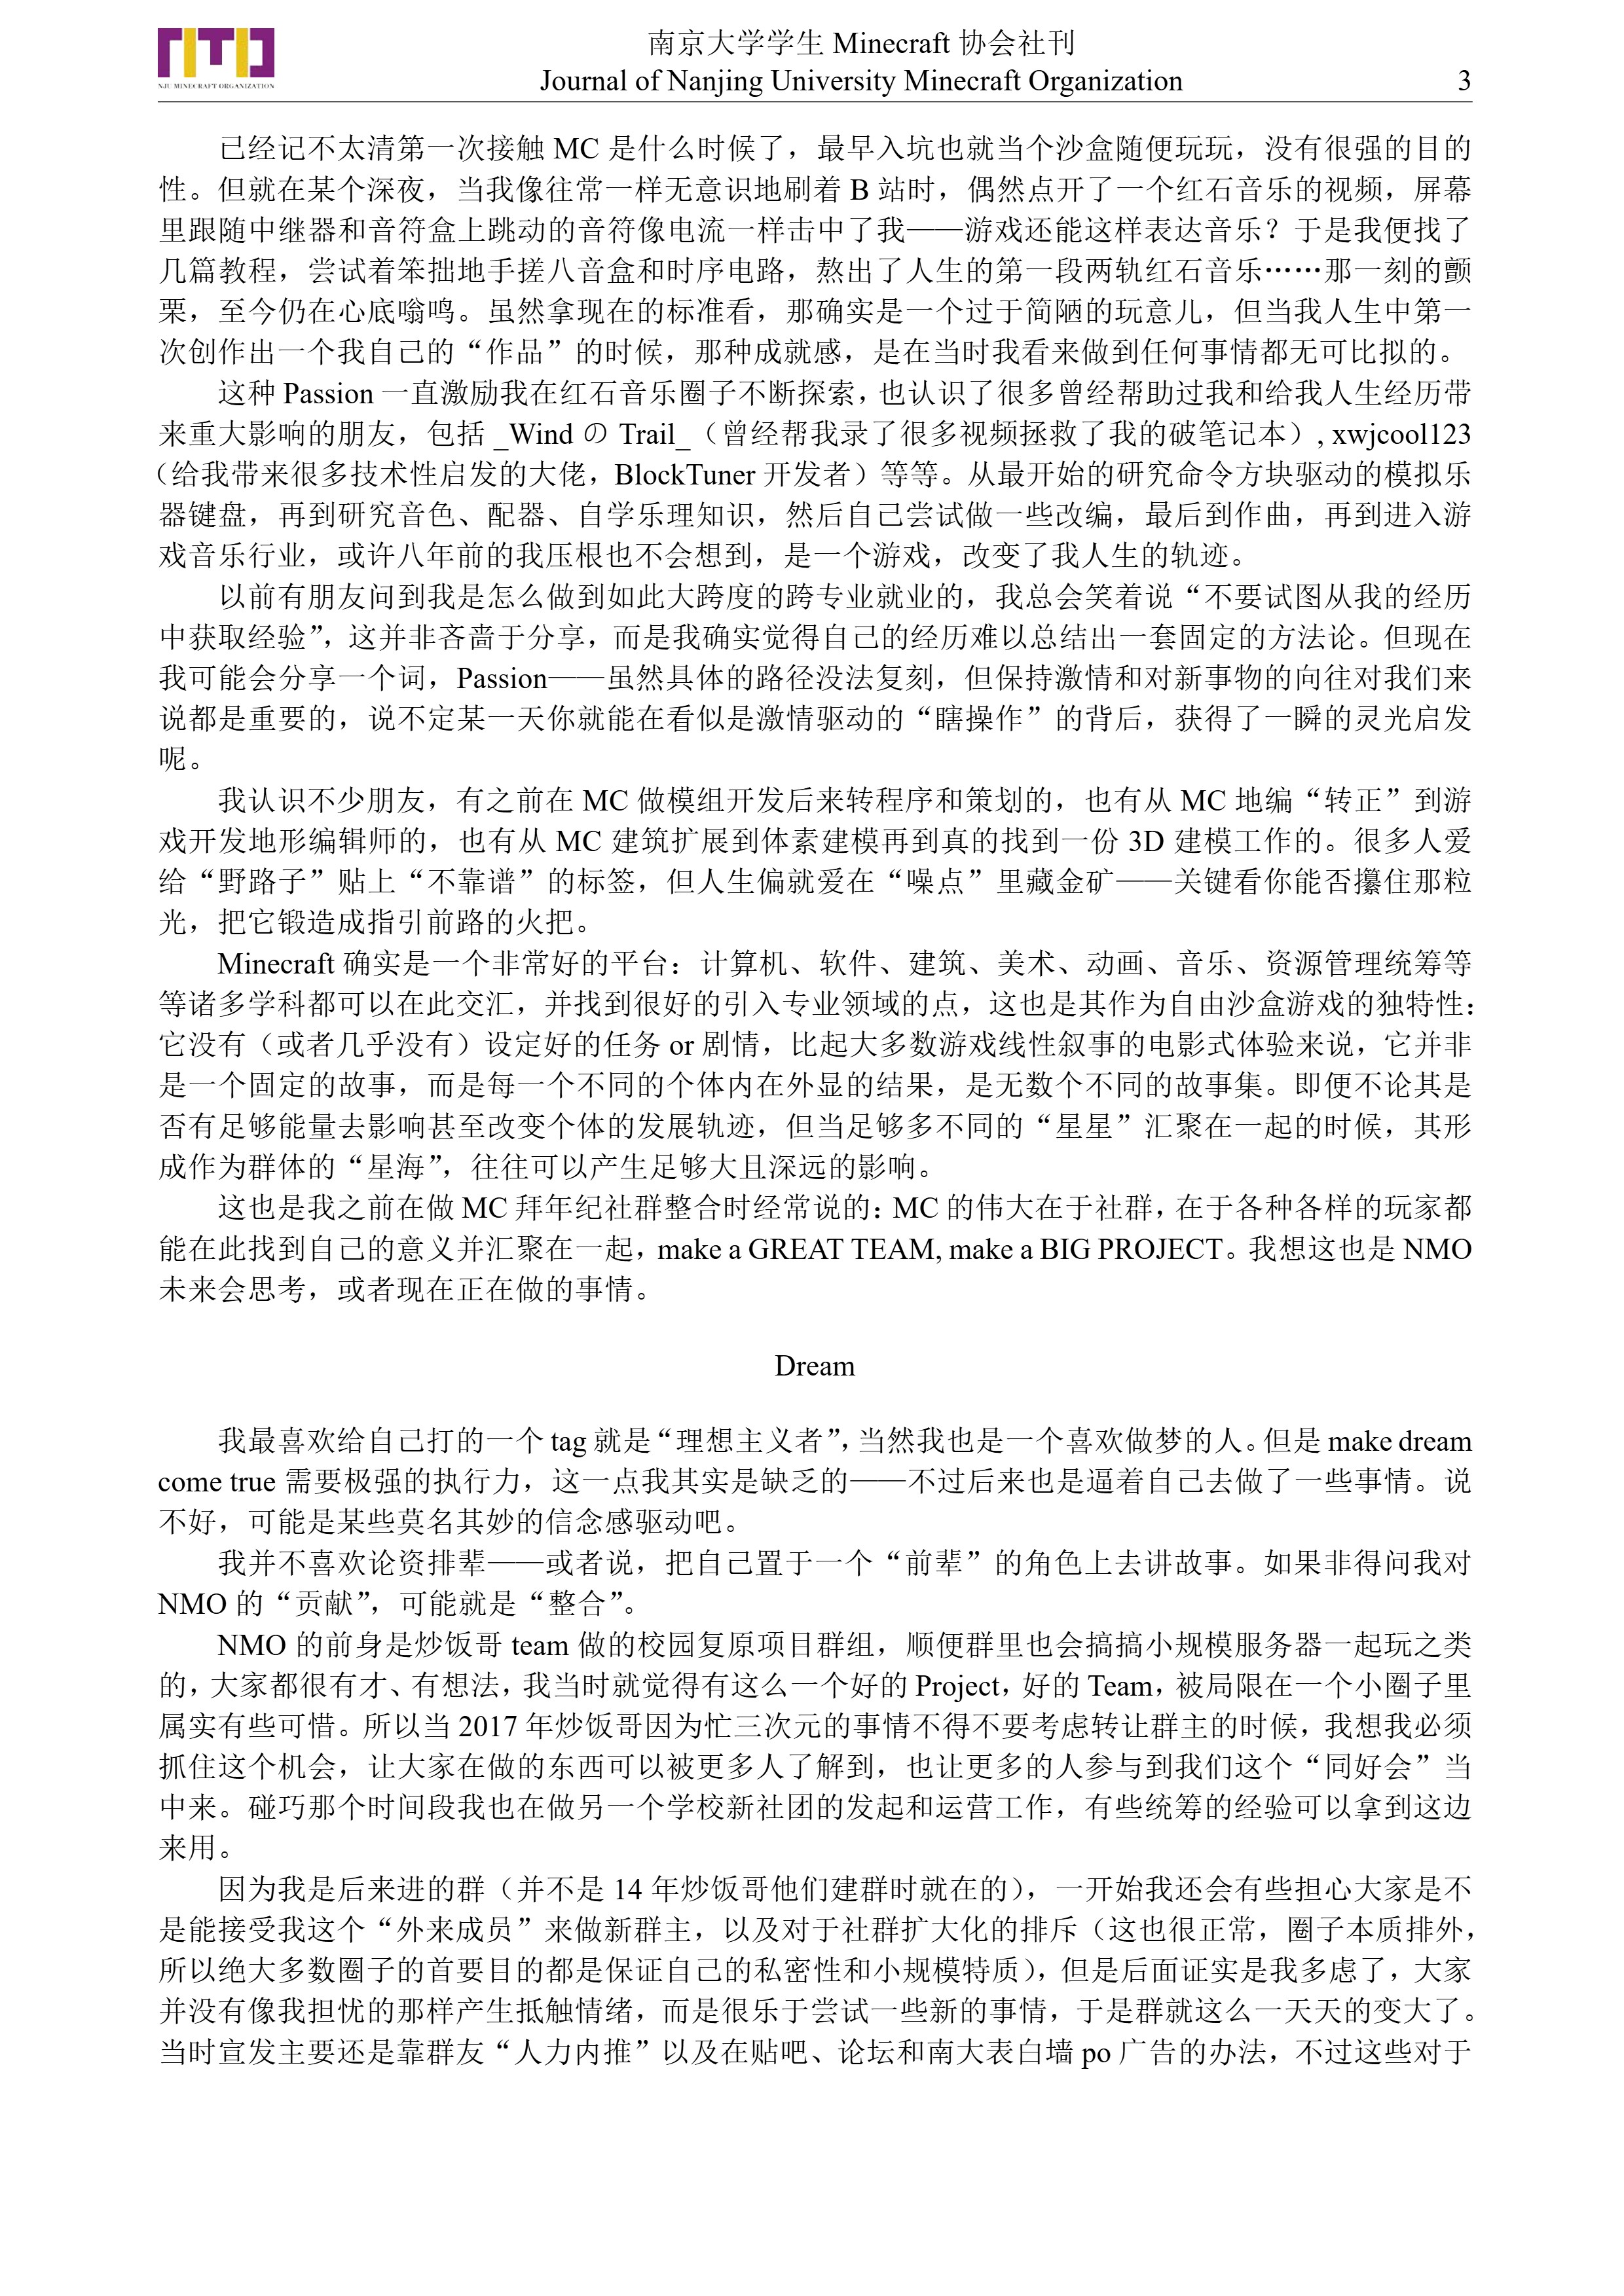 NJU MINECRAFT ORGANIZATION
南京大学学生 Minecraft 协会社刊
Journal of Nanjing University Minecraft Organization
3
已经记不太清第一次接触 MC 是什么时候了，最早入坑也就当个沙盒随便玩玩，没有很强的目的
性。但就在某个深夜，当我像往常一样无意识地刷着 B 站时，偶然点开了一个红石音乐的视频，屏幕
里跟随中继器和音符盒上跳动的音符像电流一样击中了我——游戏还能这样表达音乐？于是我便找了
几篇教程，尝试着笨拙地手搓八音盒和时序电路，熬出了人生的第一段两轨红石音乐……那一刻的颤
栗，至今仍在心底嗡鸣。虽然拿现在的标准看，那确实是一个过于简陋的玩意儿，但当我人生中第一
次创作出一个我自己的“作品”的时候，那种成就感，是在当时我看来做到任何事情都无可比拟的。
这种 Passion 一直激励我在红石音乐圈子不断探索，也认识了很多曾经帮助过我和给我人生经历带
来重大影响的朋友，包括 _Wind の Trail_（曾经帮我录了很多视频拯救了我的破笔记本）, xwjcool123
（给我带来很多技术性启发的大佬，BlockTuner 开发者）等等。从最开始的研究命令方块驱动的模拟乐
器键盘，再到研究音色、配器、自学乐理知识，然后自己尝试做一些改编，最后到作曲，再到进入游
戏音乐行业，或许八年前的我压根也不会想到，是一个游戏，改变了我人生的轨迹。
以前有朋友问到我是怎么做到如此大跨度的跨专业就业的，我总会笑着说“不要试图从我的经历
中获取经验”，这并非吝啬于分享，而是我确实觉得自己的经历难以总结出一套固定的方法论。但现在
我可能会分享一个词，Passion——虽然具体的路径没法复刻，但保持激情和对新事物的向往对我们来
说都是重要的，说不定某一天你就能在看似是激情驱动的“瞎操作”的背后，获得了一瞬的灵光启发
呢。
我认识不少朋友，有之前在 MC 做模组开发后来转程序和策划的，也有从 MC 地编“转正”到游
戏开发地形编辑师的，也有从 MC 建筑扩展到体素建模再到真的找到一份 3D 建模工作的。很多人爱
给“野路子”贴上“不靠谱”的标签，但人生偏就爱在“噪点”里藏金矿——关键看你能否攥住那粒
光，把它锻造成指引前路的火把。
Minecraft 确实是一个非常好的平台：计算机、软件、建筑、美术、动画、音乐、资源管理统筹等
等诸多学科都可以在此交汇，并找到很好的引入专业领域的点，这也是其作为自由沙盒游戏的独特性：
它没有（或者几乎没有）设定好的任务 or 剧情，比起大多数游戏线性叙事的电影式体验来说，它并非
是一个固定的故事，而是每一个不同的个体内在外显的结果，是无数个不同的故事集。即便不论其是
否有足够能量去影响甚至改变个体的发展轨迹，但当足够多不同的“星星”汇聚在一起的时候，其形
成作为群体的“星海”，往往可以产生足够大且深远的影响。
这也是我之前在做 MC 拜年纪社群整合时经常说的：MC 的伟大在于社群，在于各种各样的玩家都
能在此找到自己的意义并汇聚在一起，make a GREAT TEAM, make a BIG PROJECT。我想这也是 NMO
未来会思考，或者现在正在做的事情。
Dream
我最喜欢给自己打的一个 tag 就是“理想主义者”，当然我也是一个喜欢做梦的人。但是 make dream
come true 需要极强的执行力，这一点我其实是缺乏的——不过后来也是逼着自己去做了一些事情。说
不好，可能是某些莫名其妙的信念感驱动吧。
我并不喜欢论资排辈——或者说，把自己置于一个“前辈”的角色上去讲故事。如果非得问我对
NMO 的“贡献”，可能就是“整合”。
NMO 的前身是炒饭哥 team 做的校园复原项目群组，顺便群里也会搞搞小规模服务器一起玩之类
的，大家都很有才、有想法，我当时就觉得有这么一个好的 Project，好的 Team，被局限在一个小圈子里
属实有些可惜。所以当 2017 年炒饭哥因为忙三次元的事情不得不要考虑转让群主的时候，我想我必须
抓住这个机会，让大家在做的东西可以被更多人了解到，也让更多的人参与到我们这个“同好会”当
中来。碰巧那个时间段我也在做另一个学校新社团的发起和运营工作，有些统筹的经验可以拿到这边
来用。
因为我是后来进的群（并不是 14 年炒饭哥他们建群时就在的），一开始我还会有些担心大家是不
是能接受我这个“外来成员”来做新群主，以及对于社群扩大化的排斥（这也很正常，圈子本质排外，
所以绝大多数圈子的首要目的都是保证自己的私密性和小规模特质），但是后面证实是我多虑了，大家
并没有像我担忧的那样产生抵触情绪，而是很乐于尝试一些新的事情，于是群就这么一天天的变大了。
当时宣发主要还是靠群友“人力内推”以及在贴吧、论坛和南大表白墙 po 广告的办法，不过这些对于